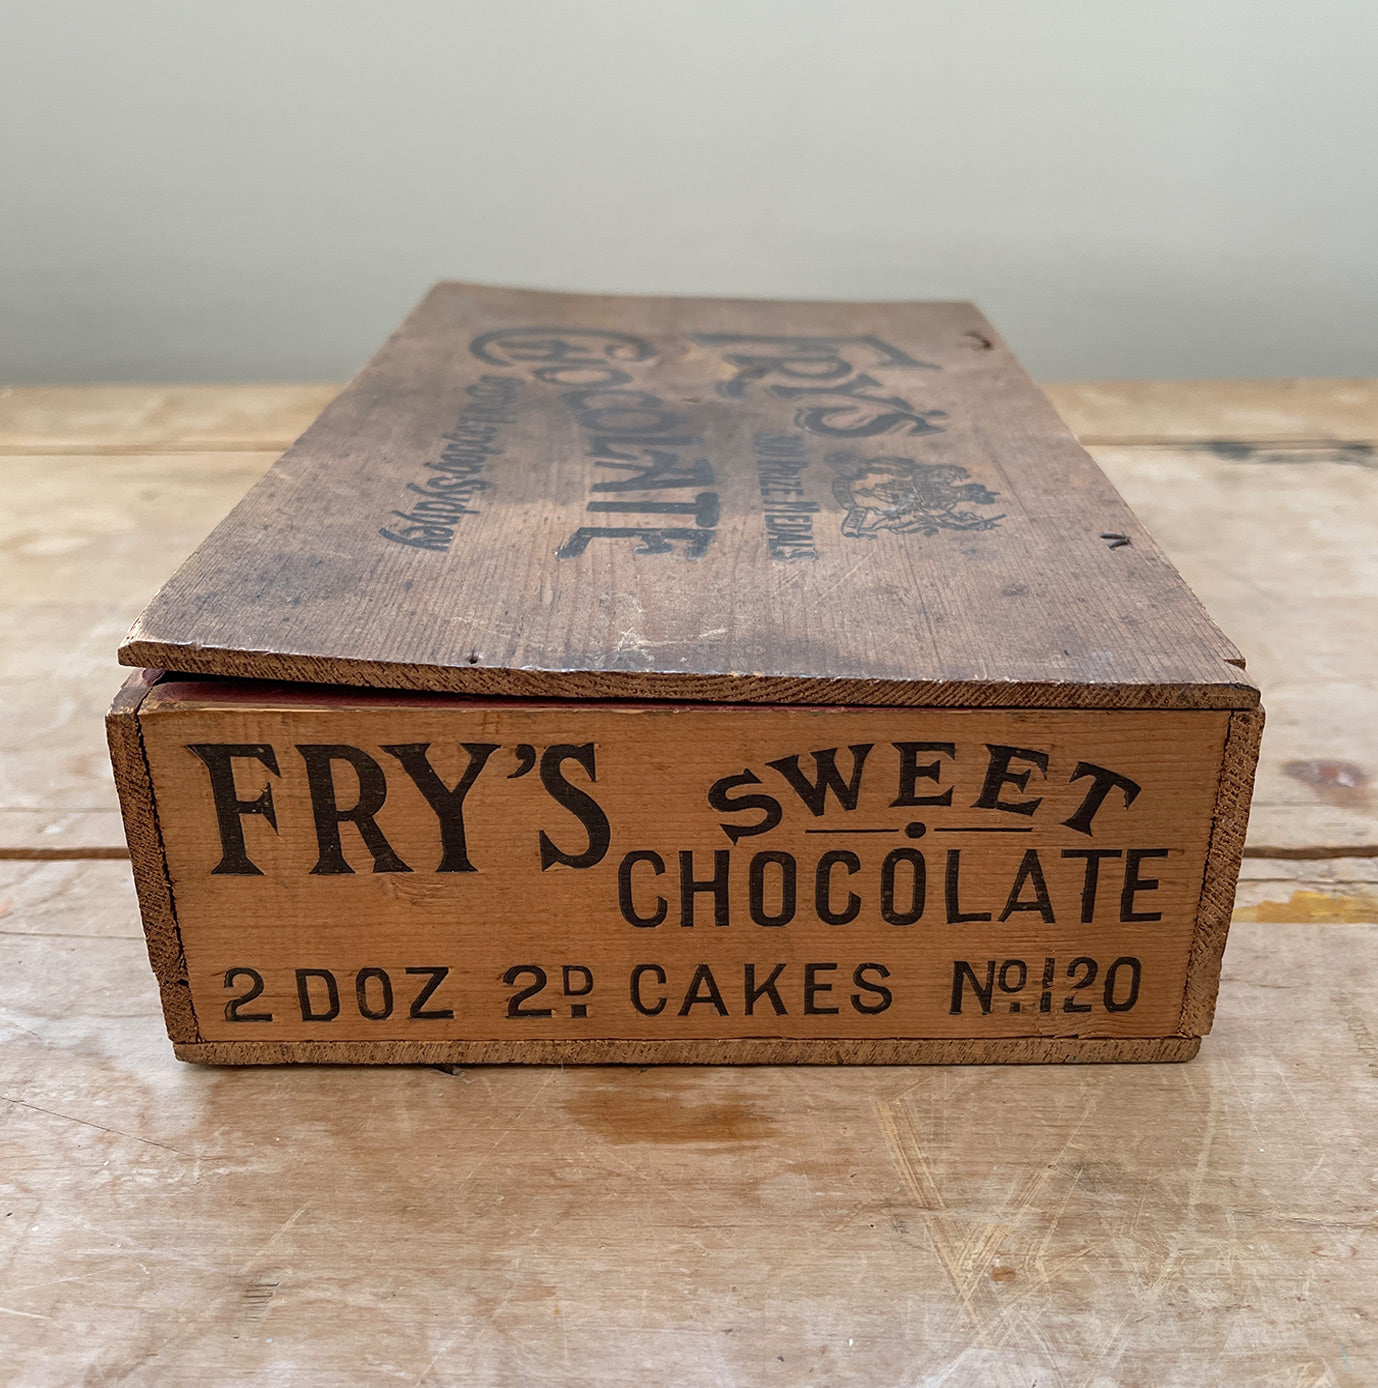 FRY'S
CHOCOLATE
PRIZE MEDALS
FRY'S SWEET
CHOCOLATE
2 DOZ 2D. CAKES No. 120